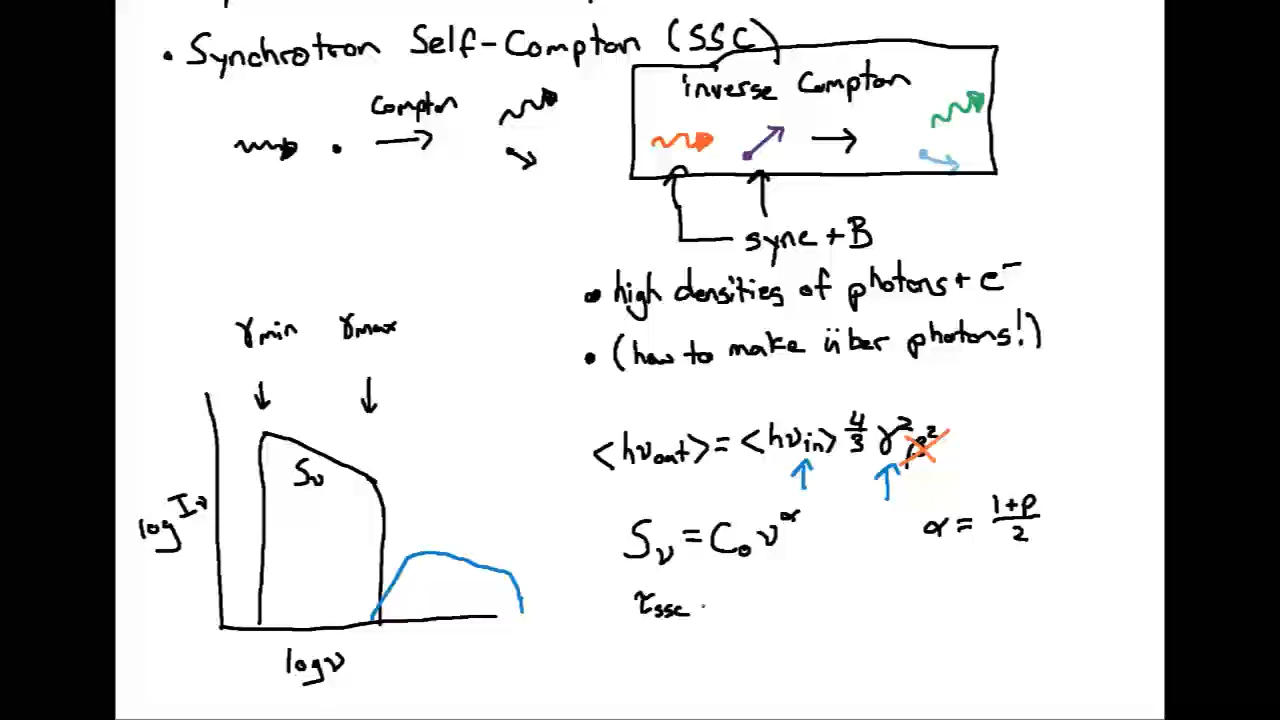 • Synchrotron Self-Compton (SSC)
Compton
inverse Compton
sync + B
• high densities of photons + e⁻
• (how to make über photons!)
γmin γmax
<hνout> = <hνin> 4/3 γ² β²
Sν
log Iν
Sν = C₀ ν^α
α = 1+p/2
τssc
log ν